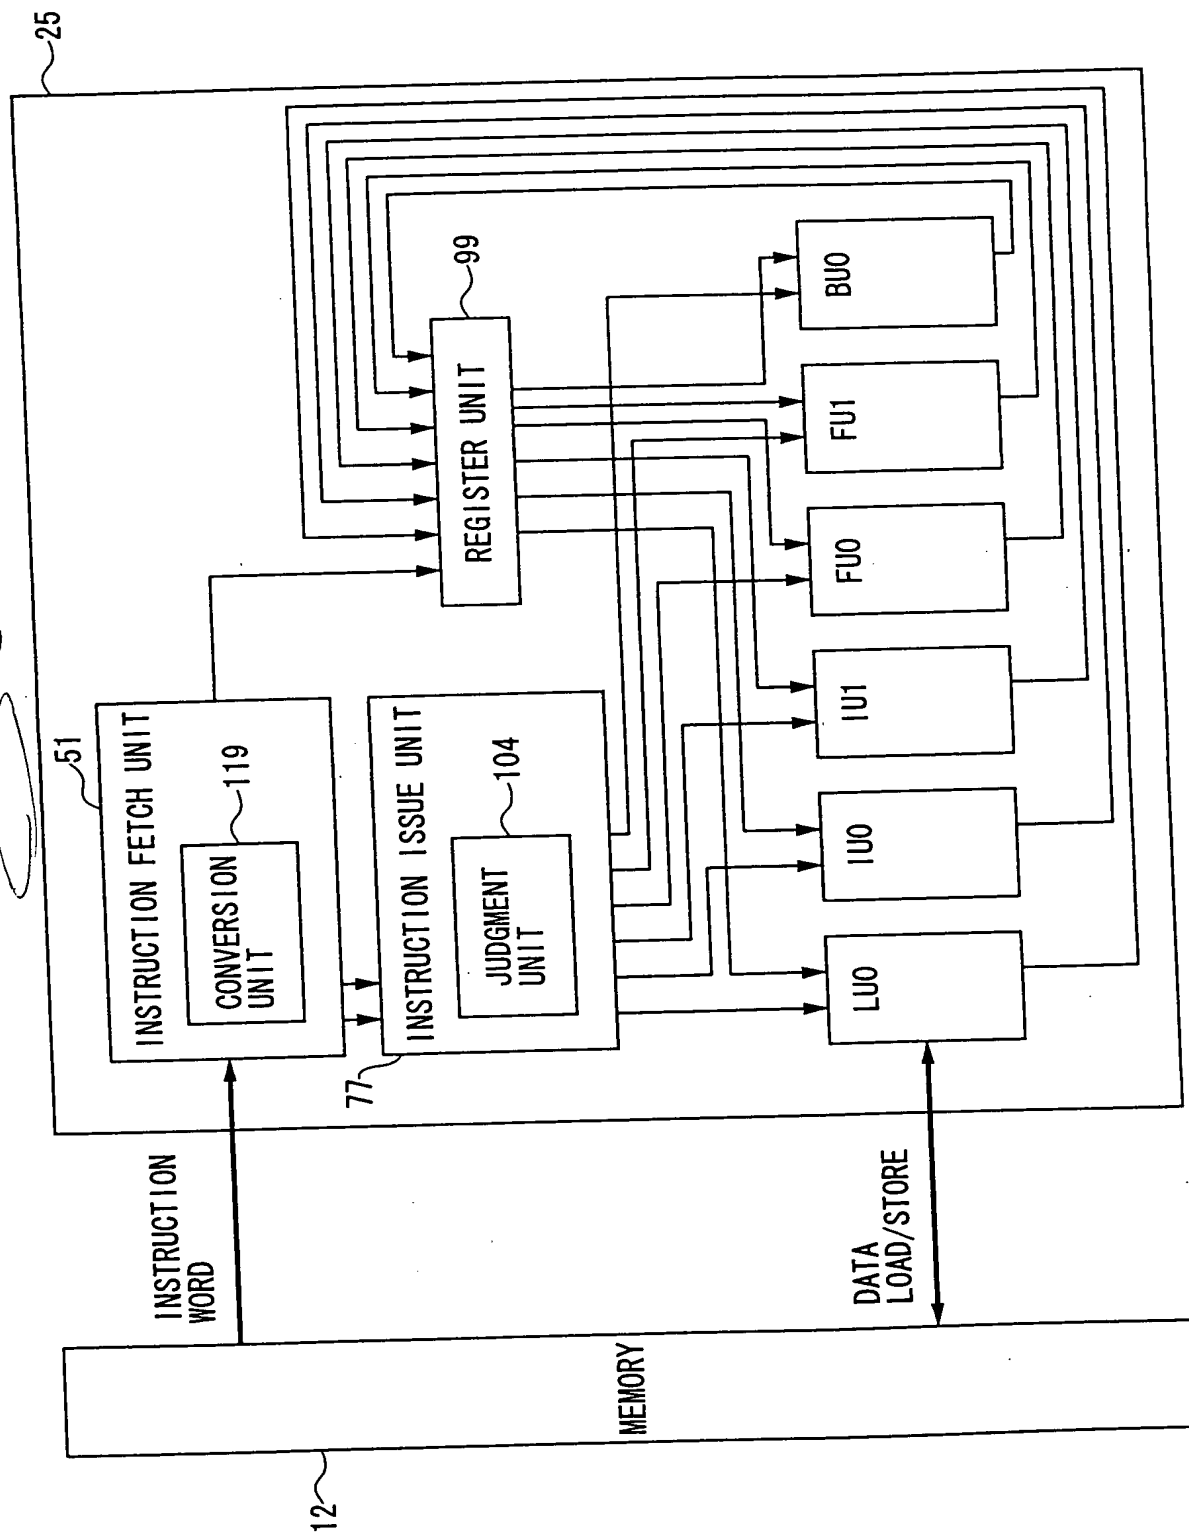 25
51
INSTRUCTION FETCH UNIT
119
CONVERSION
UNIT
INSTRUCTION
WORD
12
MEMORY
77
INSTRUCTION ISSUE UNIT
104
JUDGMENT
UNIT
99
REGISTER UNIT
DATA
LOAD/STORE
LU0
IU0
IU1
FU0
FU1
BU0